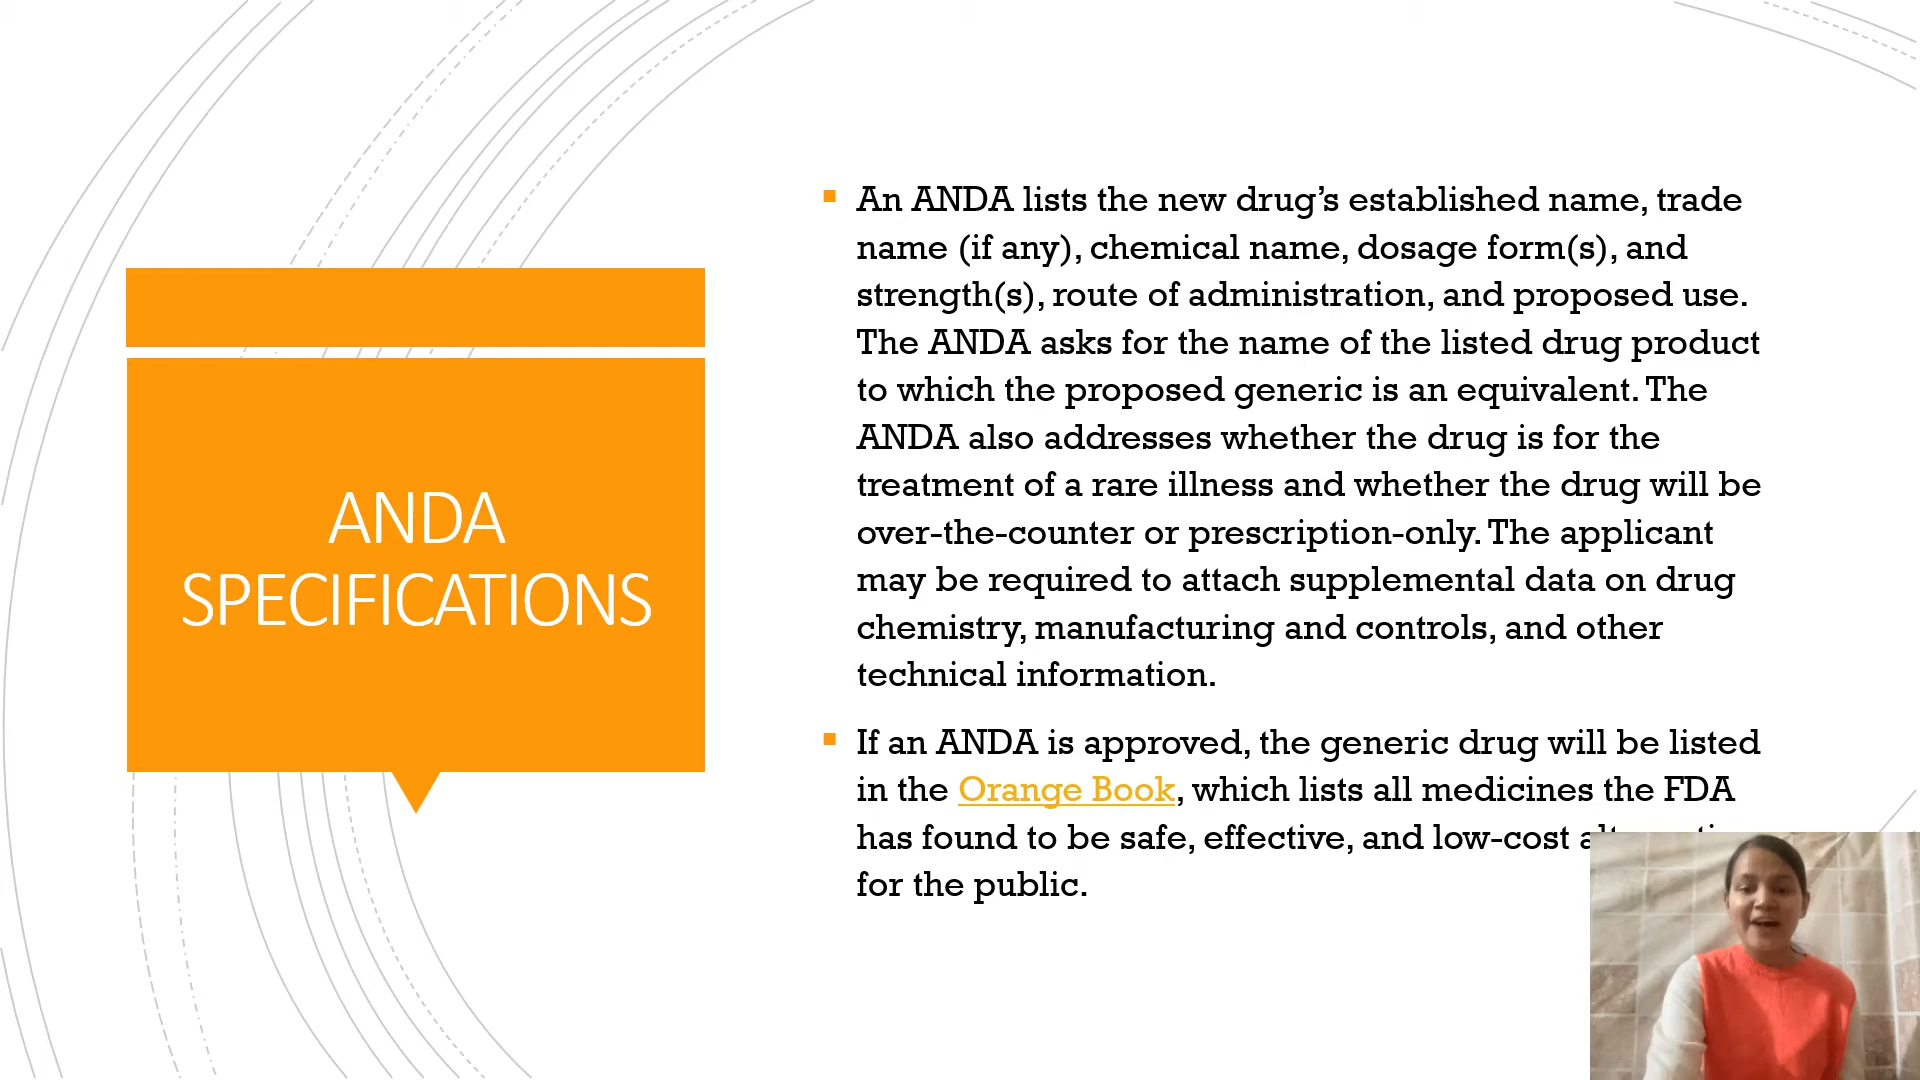 ANDA
SPECIFICATIONS
An ANDA lists the new drug’s established name, trade
name (if any), chemical name, dosage form(s), and
strength(s), route of administration, and proposed use.
The ANDA asks for the name of the listed drug product
to which the proposed generic is an equivalent. The
ANDA also addresses whether the drug is for the
treatment of a rare illness and whether the drug will be
over-the-counter or prescription-only. The applicant
may be required to attach supplemental data on drug
chemistry, manufacturing and controls, and other
technical information.
If an ANDA is approved, the generic drug will be listed
in the Orange Book, which lists all medicines the FDA
has found to be safe, effective, and low-cost
for the public.